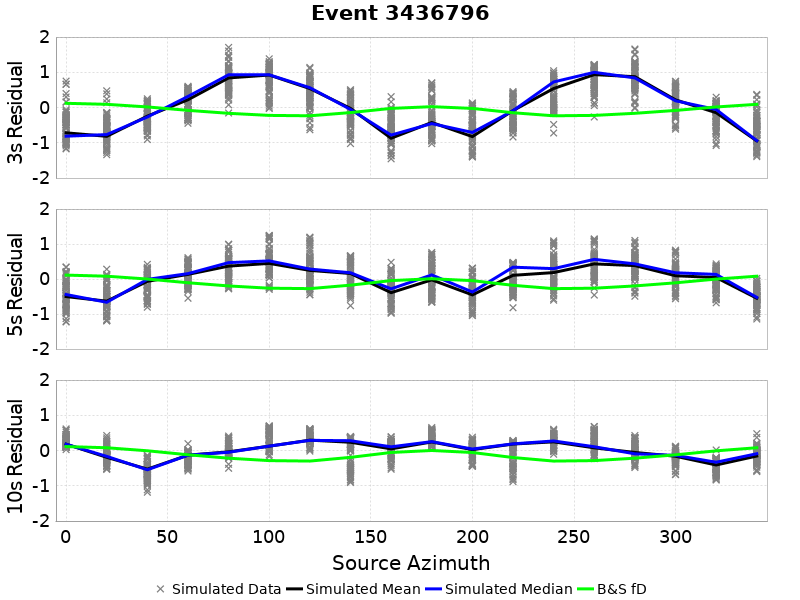 Event 3436796
3s Residual
2
1
0
-1
-2
5s Residual
2
1
0
-1
-2
10s Residual
2
1
0
-1
-2
0 50 100 150 200 250 300
Source Azimuth
Simulated Data Simulated Mean Simulated Median B&S fD